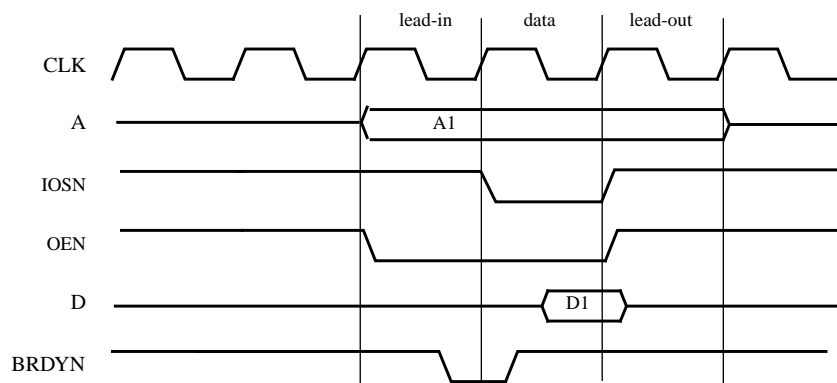 lead-in data lead-out
CLK
A A1
IOSN
OEN
D D1
BRDYN